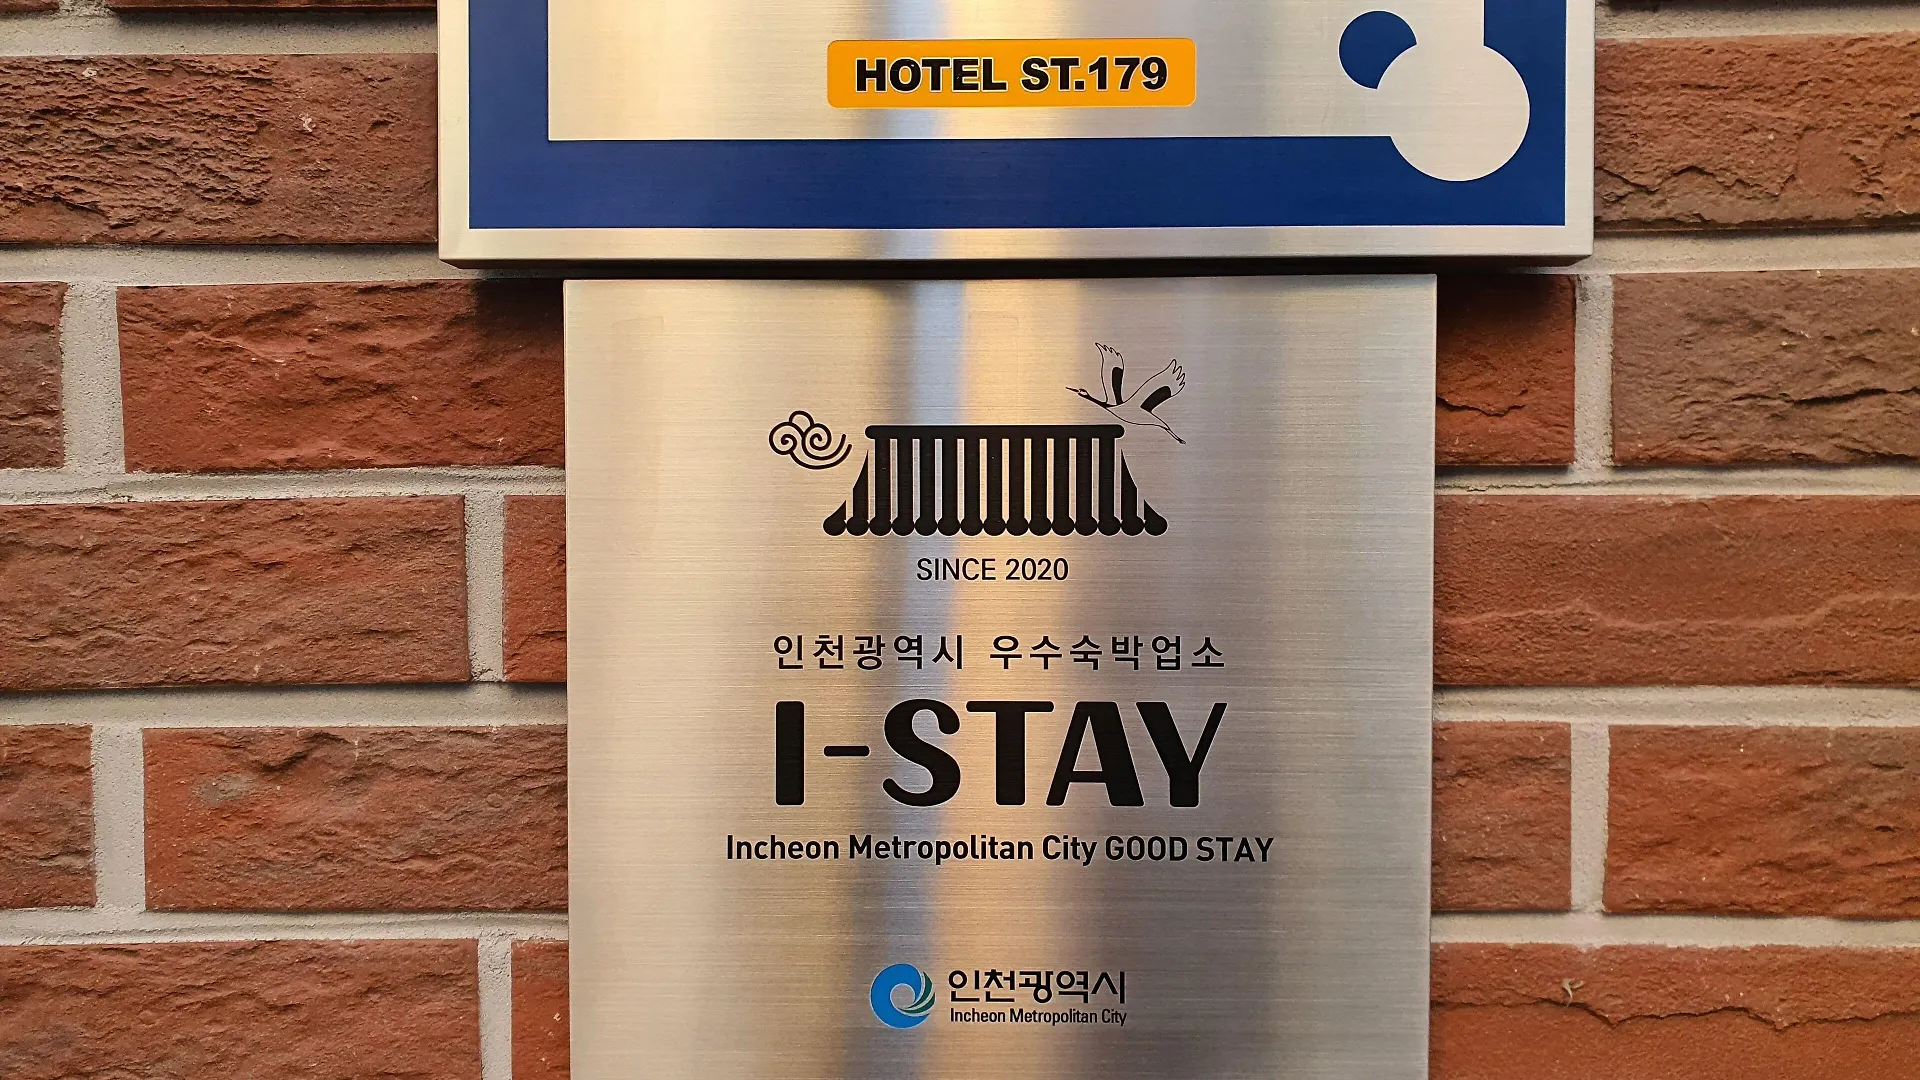 HOTEL ST.179
SINCE 2020
인천광역시 우수숙박업소
I-STAY
Incheon Metropolitan City GOOD STAY
인천광역시
Incheon Metropolitan City